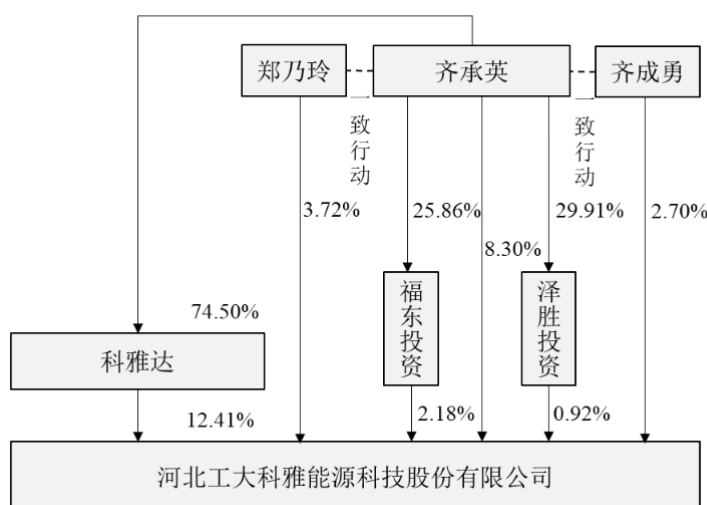 郑乃玲
齐承英
齐成勇
一致行动
一致行动
3.72%
25.86%
8.30%
29.91%
2.70%
74.50%
福东投资
泽胜投资
科雅达
12.41%
2.18%
0.92%
河北工大科雅能源科技股份有限公司